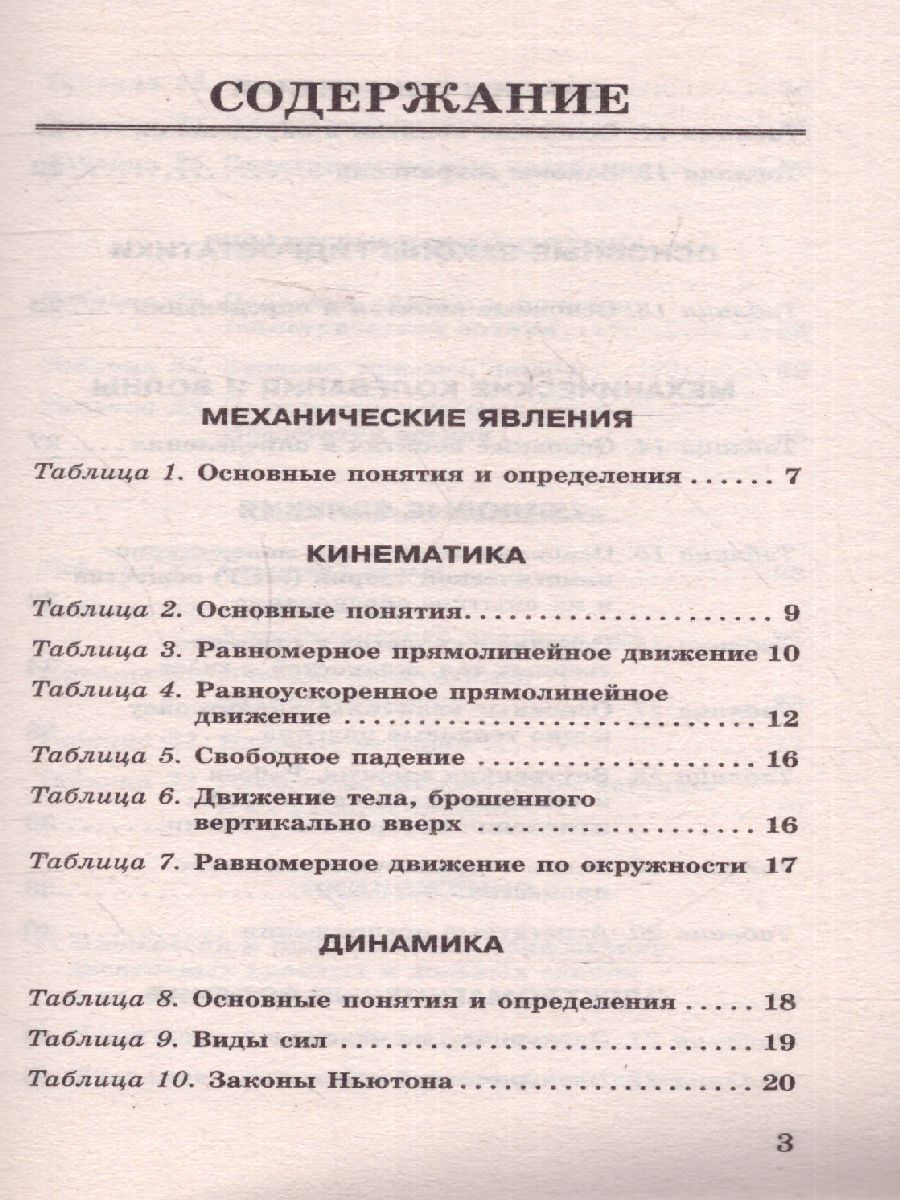 СОДЕРЖАНИЕ
МЕХАНИЧЕСКИЕ ЯВЛЕНИЯ
Таблица 1. Основные понятия и определения ...... 7
КИНЕМАТИКА
Таблица 2. Основные понятия...................... 9
Таблица 3. Равномерное прямолинейное движение 10
Таблица 4. Равноускоренное прямолинейное
движение ............................... 12
Таблица 5. Свободное падение .................... 16
Таблица 6. Движение тела, брошенного
вертикально вверх .................... 16
Таблица 7. Равномерное движение по окружности 17
ДИНАМИКА
Таблица 8. Основные понятия и определения ..... 18
Таблица 9. Виды сил .............................. 19
Таблица 10. Законы Ньютона...................... 20
3